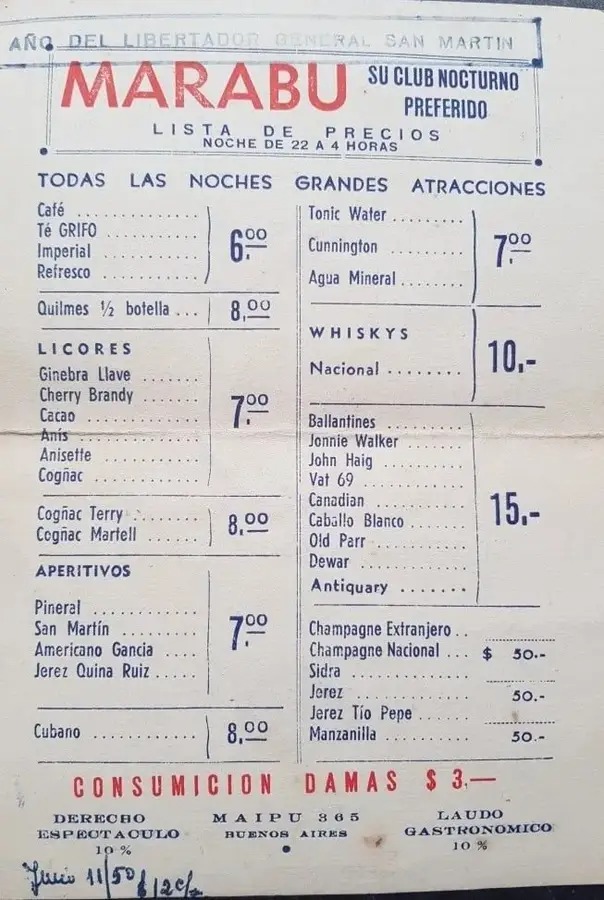 AÑO DEL LIBERTADOR GENERAL SAN MARTIN
MARABU
SU CLUB NOCTURNO
PREFERIDO
LISTA DE PRECIOS
NOCHE DE 22 A 4 HORAS
TODAS LAS NOCHES GRANDES ATRACCIONES
Café
Té GRIFO
Imperial
Refresco
6.00
Quilmes ½ botella ... 8.00
LICORES
Ginebra Llave
Cherry Brandy
Cacao
Anís
Anisette
Cogñac
7.00
Cogñac Terry
Cogñac Martell
8.00
APERITIVOS
Pineral
San Martín
Americano Gancia
Jerez Quina Ruiz
7.00
Cubano
8.00
Tonic Water
Cunnington
Agua Mineral
7.00
WHISKYS
Nacional
10,-
Ballantines
Jonnie Walker
John Haig
Vat 69
Canadian
Caballo Blanco
Old Parr
Dewar
Antiquary
15,-
Champagne Extranjero ..
Champagne Nacional ... $ 50.-
Sidra
Jerez 50.-
Jerez Tío Pepe
Manzanilla 50.-
CONSUMICION DAMAS $ 3.—
DERECHO
ESPECTACULO
10 %
MAIPU 365
BUENOS AIRES
LAUDO
GASTRONOMICO
10 %
11/50